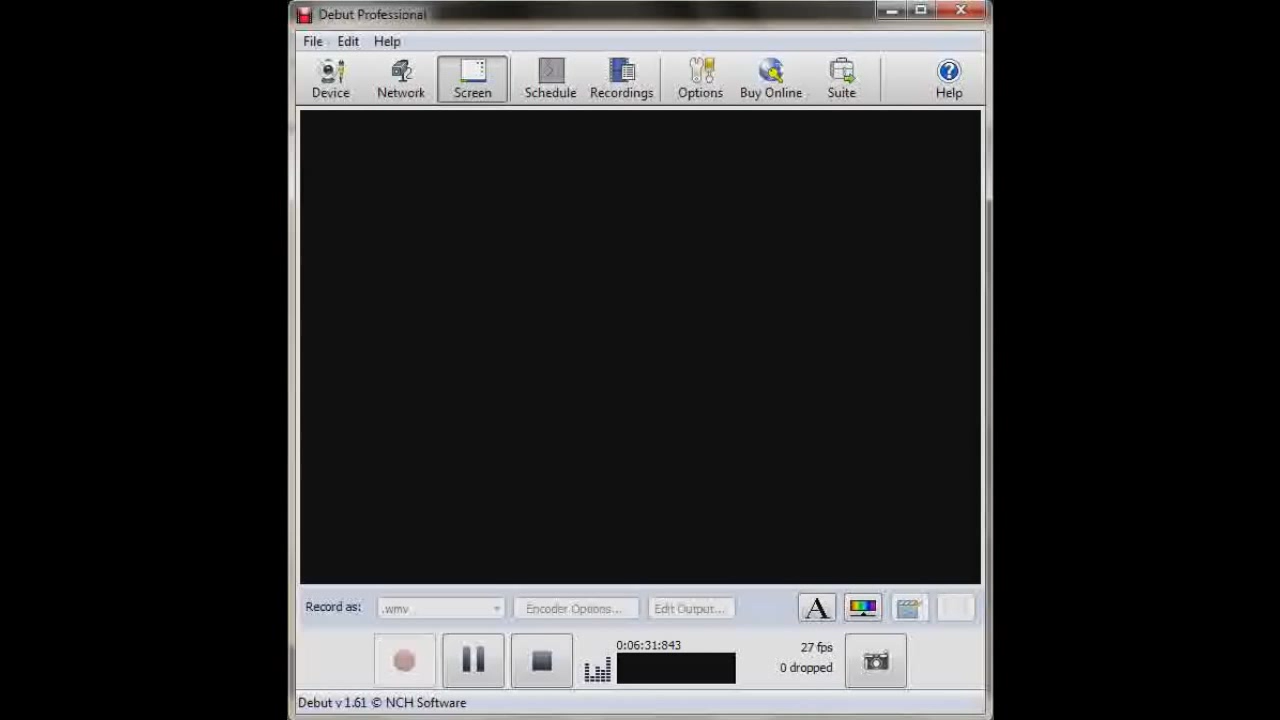 Debut Professional
File Edit Help
Device Network Screen Schedule Recordings Options Buy Online Suite Help
Record as: .wmv Encoder Options... Edit Output... A
0:06:31:843
27 fps
0 dropped
Debut v 1.61 © NCH Software